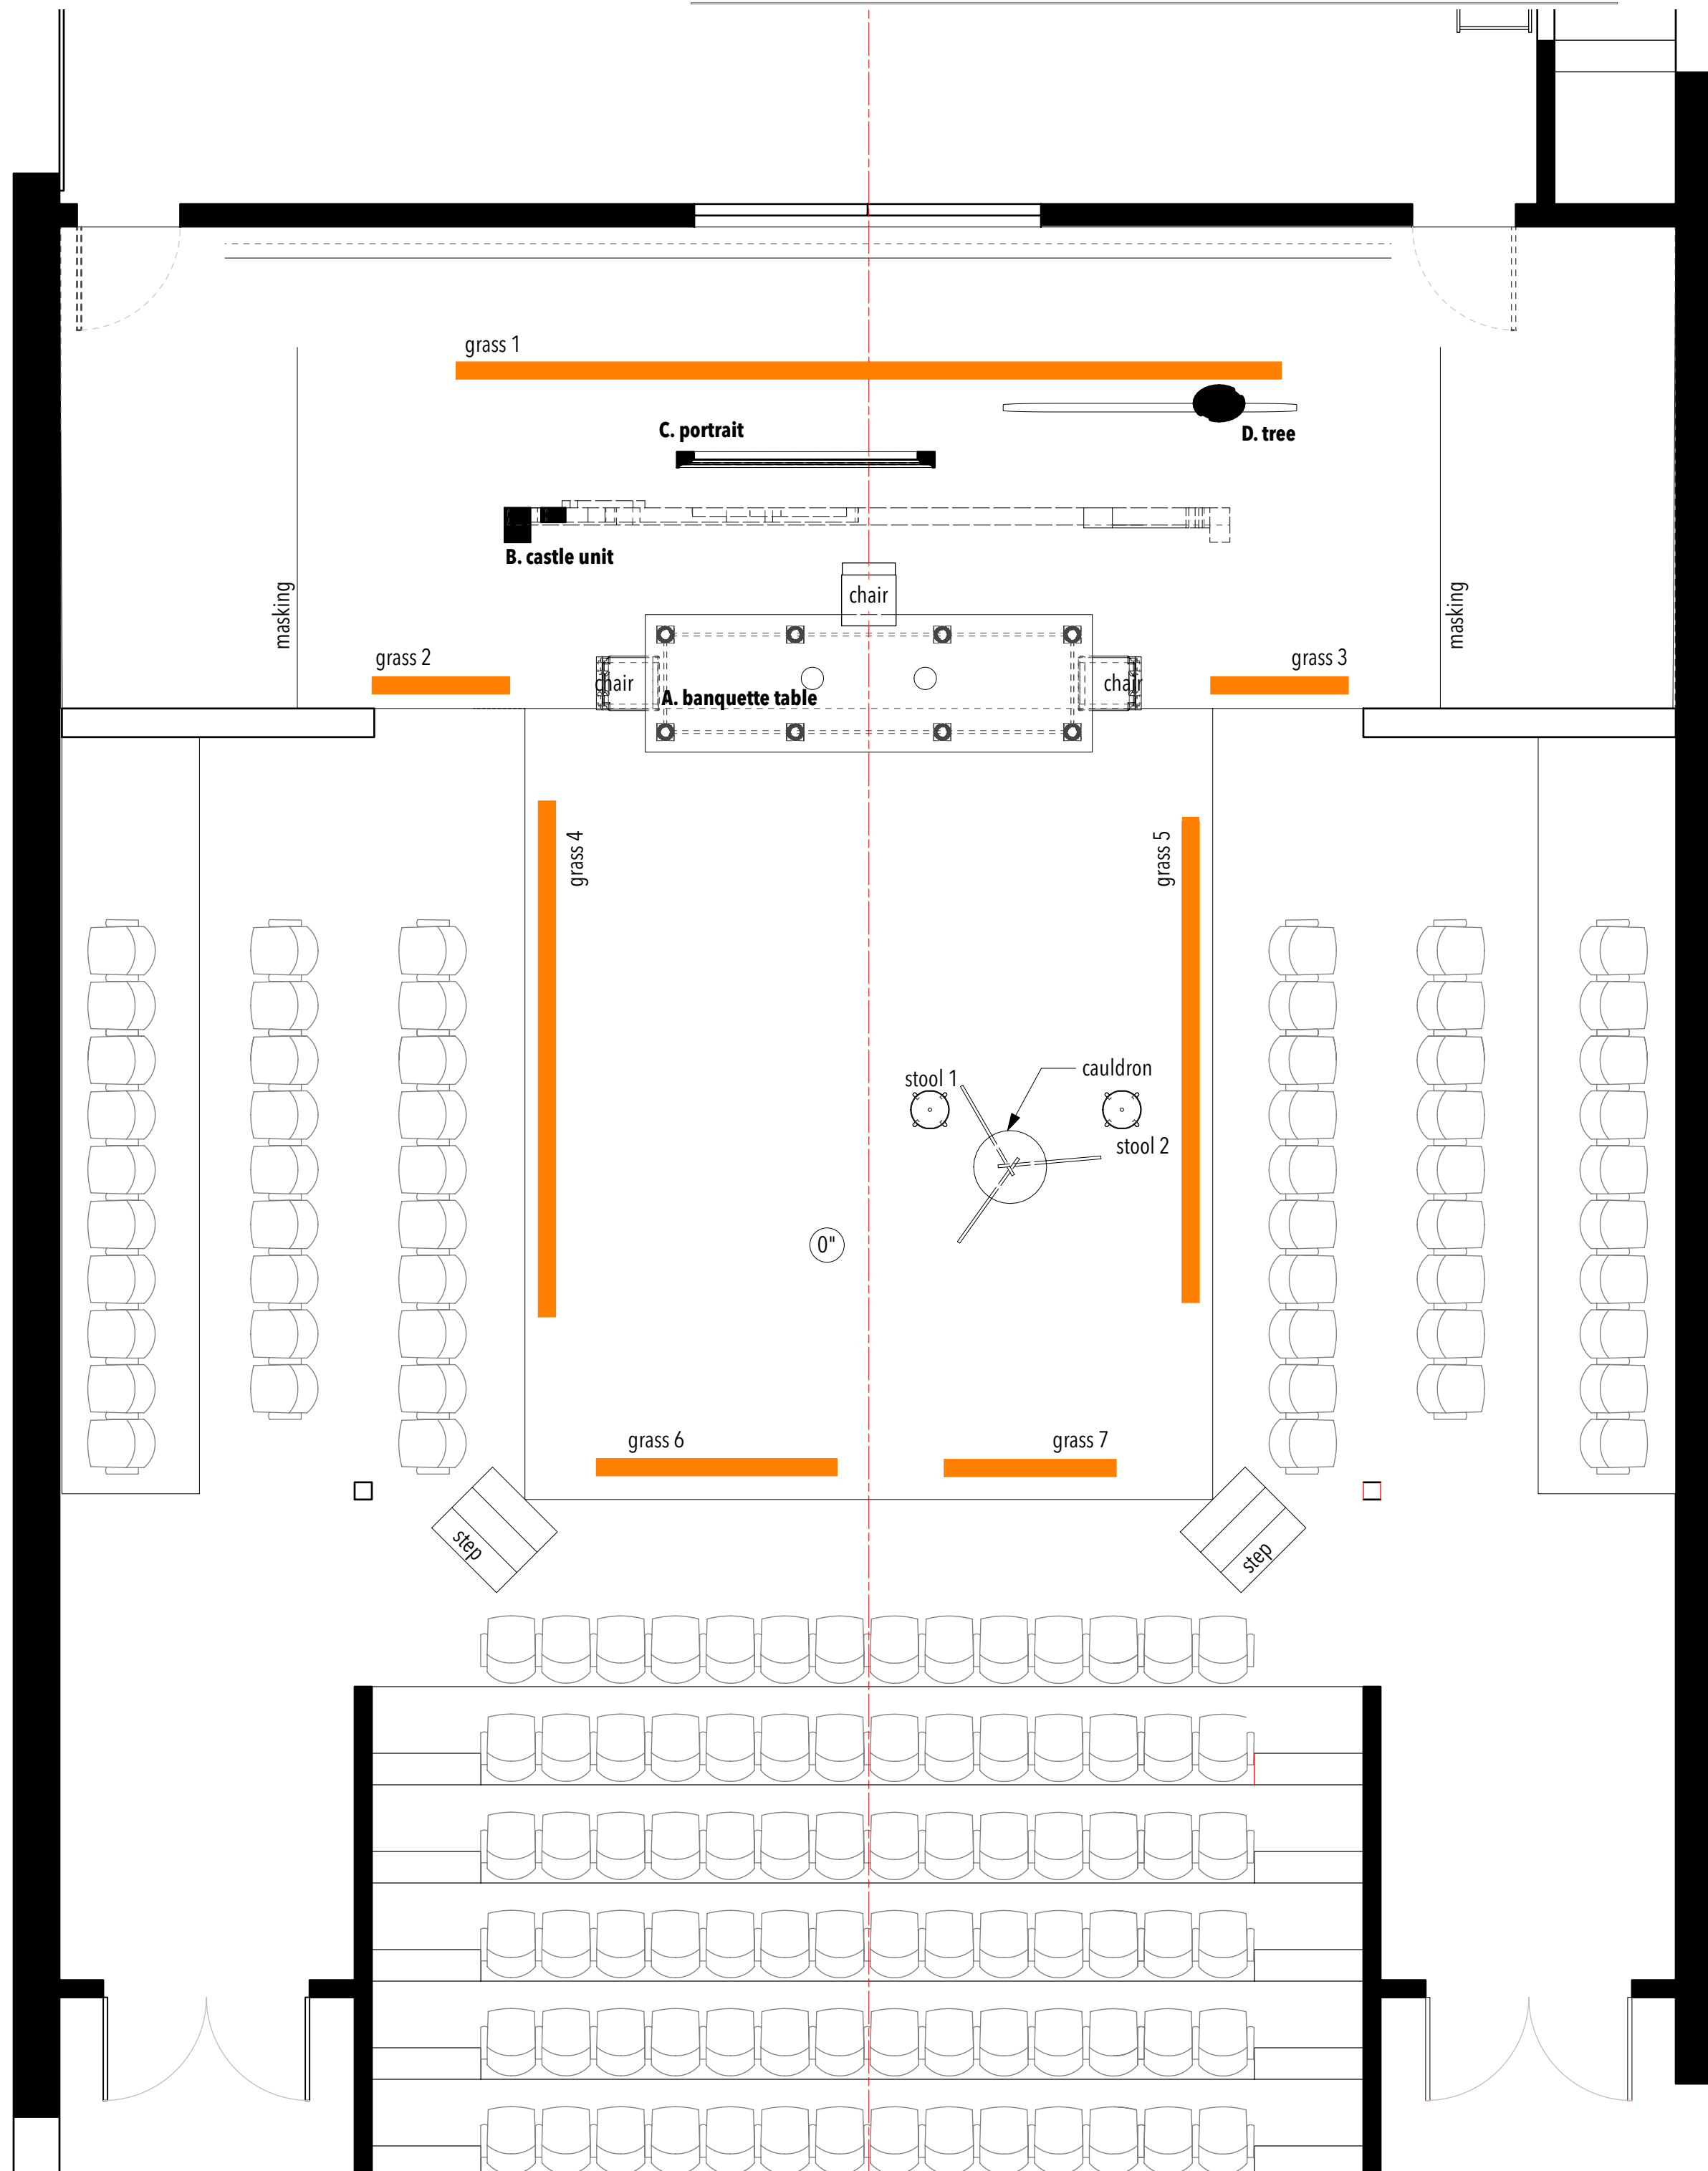 grass 1
C. portrait
D. tree
B. castle unit
masking
chair
masking
grass 2
grass 3
chair
chair
A. banquette table
grass 4
grass 5
stool 1
cauldron
stool 2
0"
grass 6
grass 7
step
step